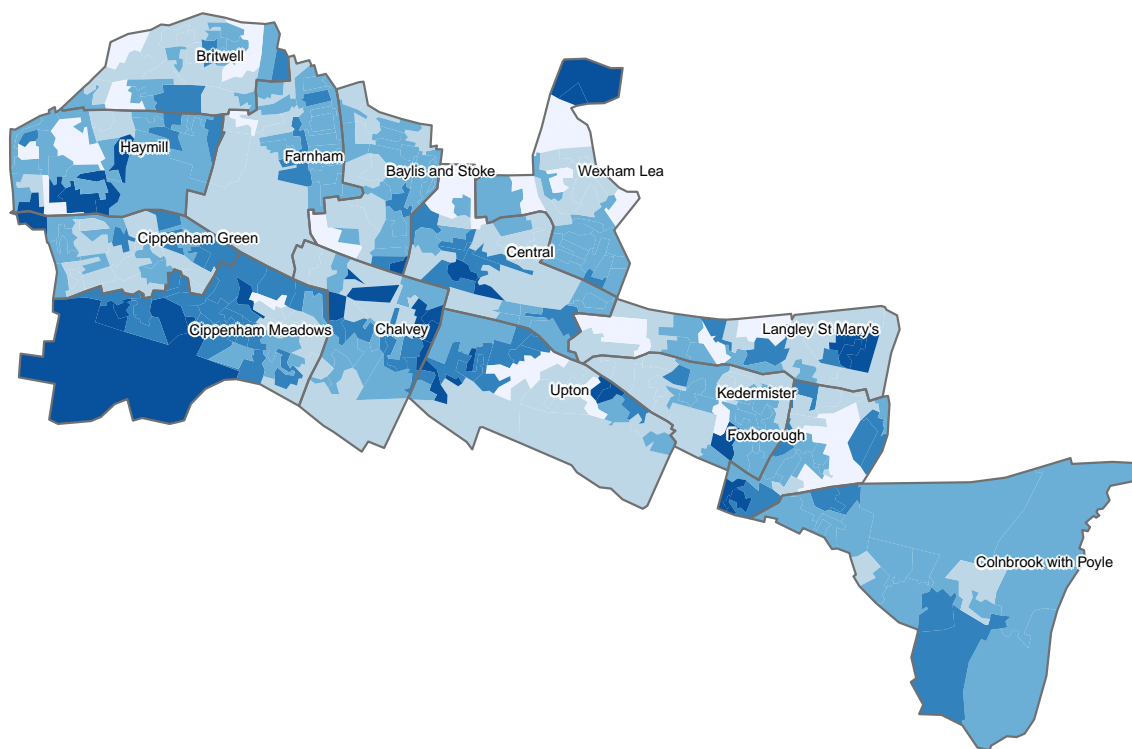 Britwell
Haymill
Farnham
Baylis and Stoke
Wexham Lea
Cippenham Green
Central
Cippenham Meadows
Chalvey
Langley St Mary's
Upton
Kedermister
Foxborough
Colnbrook with Poyle